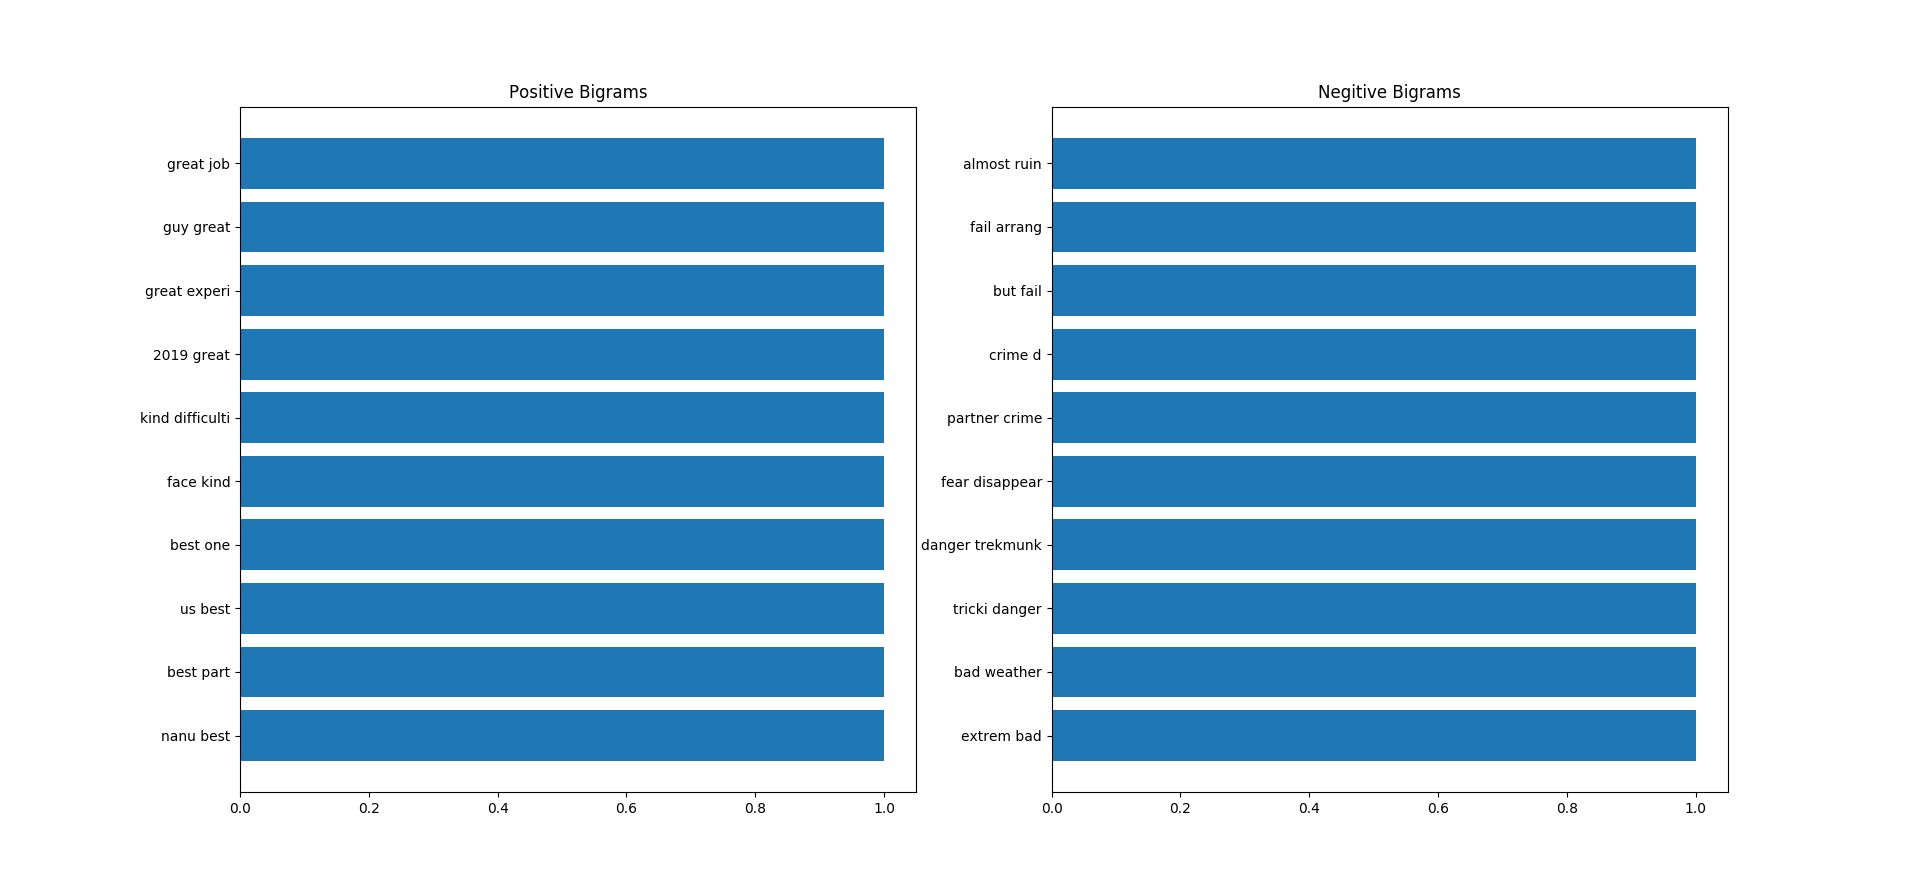 Positive Bigrams
great job
guy great
great experi
2019 great
kind difficulti
face kind
best one
us best
best part
nanu best
0.0 0.2 0.4 0.6 0.8 1.0
Negitive Bigrams
almost ruin
fail arrang
but fail
crime d
partner crime
fear disappear
danger trekmunk
tricki danger
bad weather
extrem bad
0.0 0.2 0.4 0.6 0.8 1.0